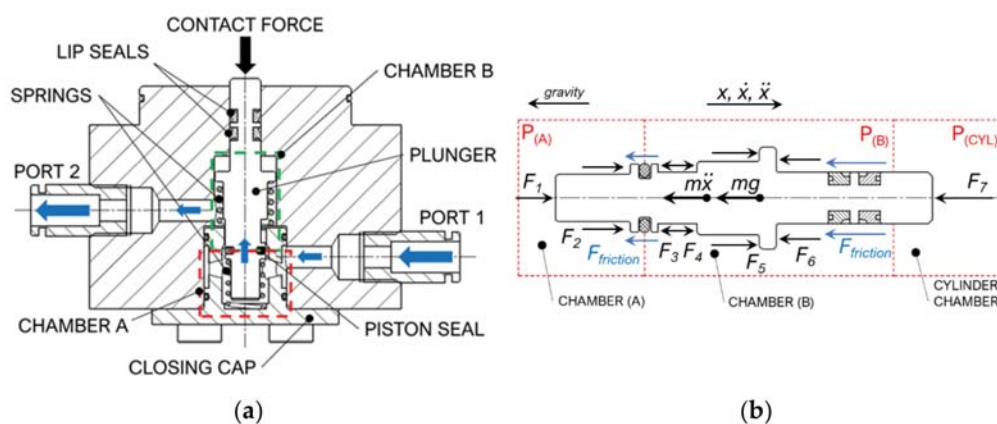 CONTACT FORCE
LIP SEALS
SPRINGS
CHAMBER B
PORT 2
PLUNGER
PORT 1
CHAMBER A
PISTON SEAL
CLOSING CAP
(a)
gravity
x, ẋ, ẍ
P(A)
P(B)
P(CYL)
F1
mẍ
mg
F7
F2
Ffriction
F3
F4
F5
F6
Ffriction
CHAMBER (A)
CHAMBER (B)
CYLINDER
CHAMBER
(b)